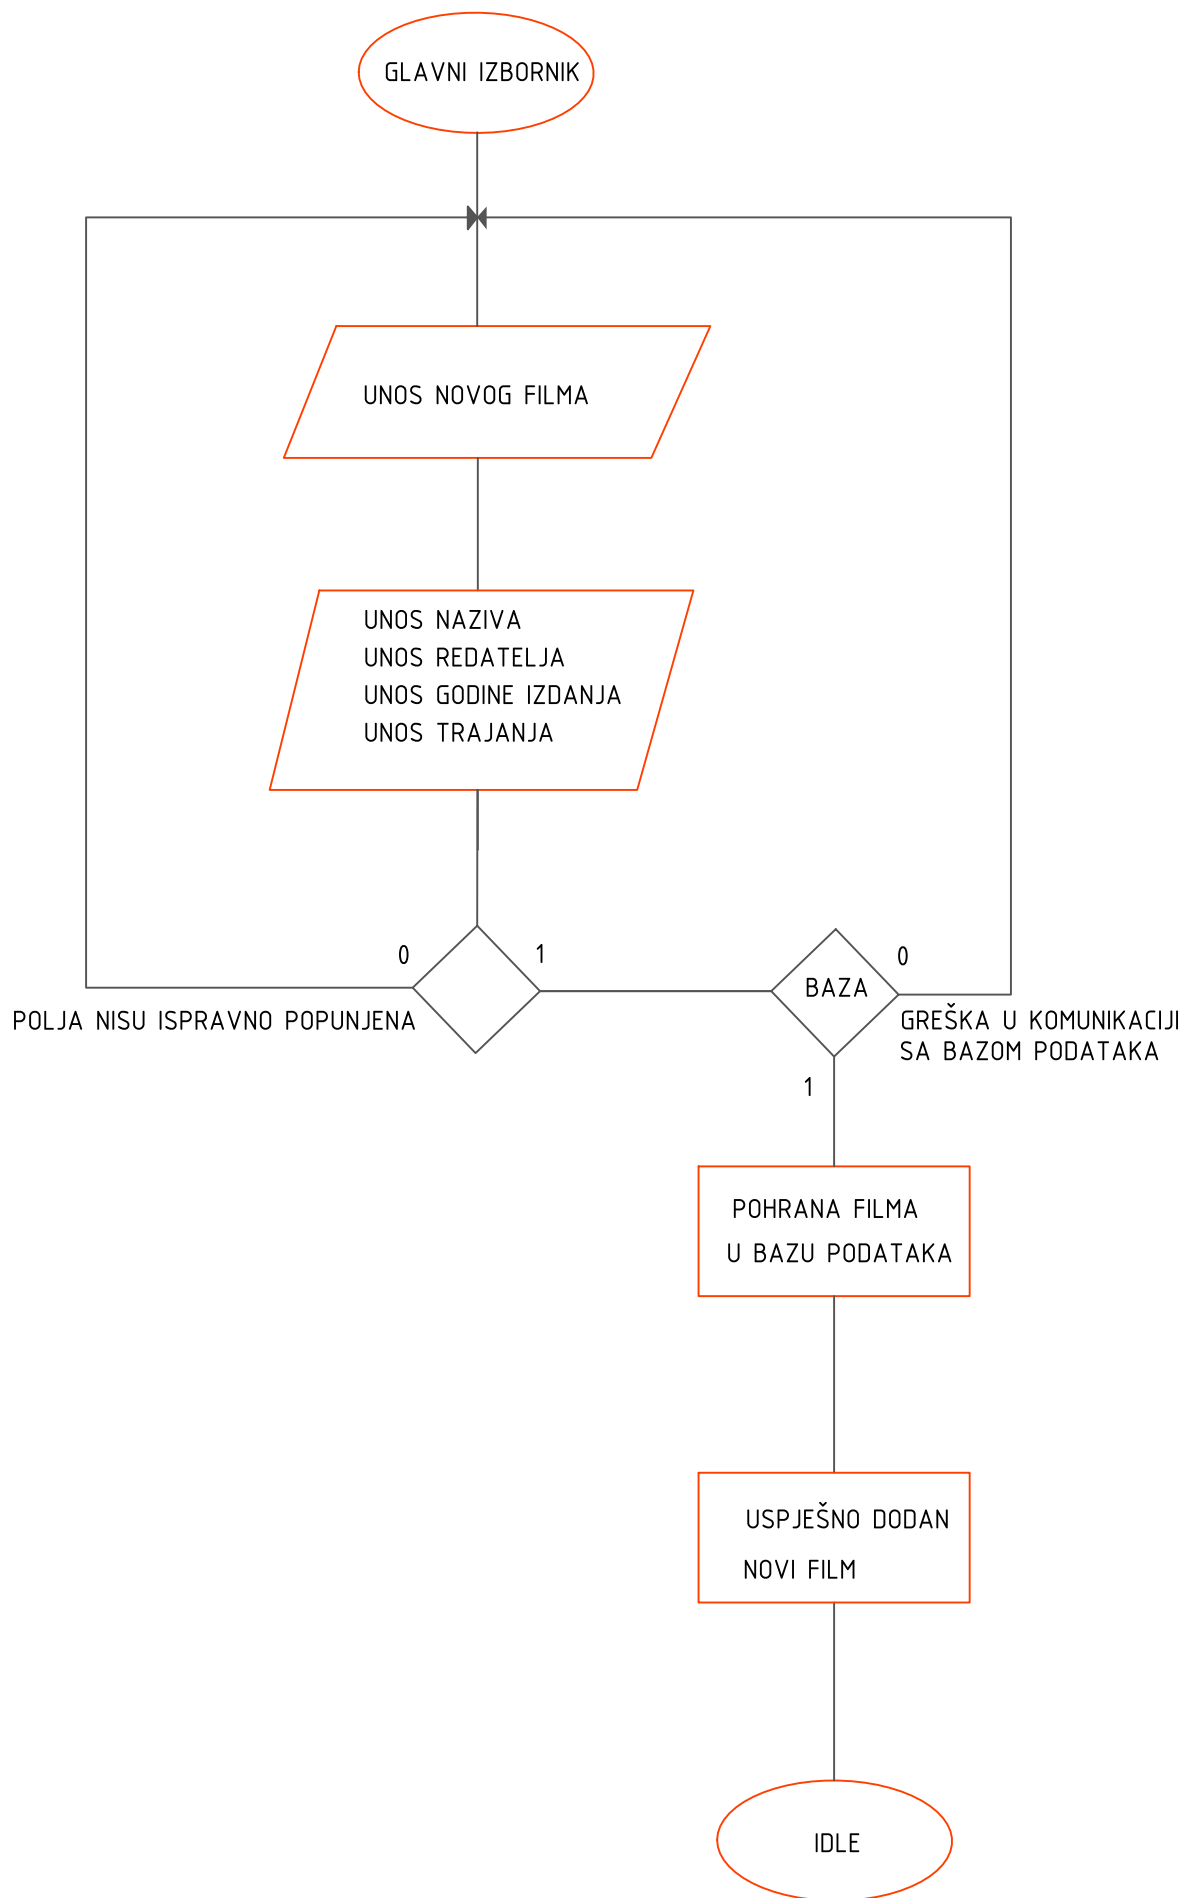 GLAVNI IZBORNIK
UNOS NOVOG FILMA
UNOS NAZIVA
UNOS REDATELJA
UNOS GODINE IZDANJA
UNOS TRAJANJA
0
1
POLJA NISU ISPRAVNO POPUNJENA
BAZA
0
GREŠKA U KOMUNIKACIJI
SA BAZOM PODATAKA
1
POHRANA FILMA
U BAZU PODATAKA
USPJEŠNO DODAN
NOVI FILM
IDLE